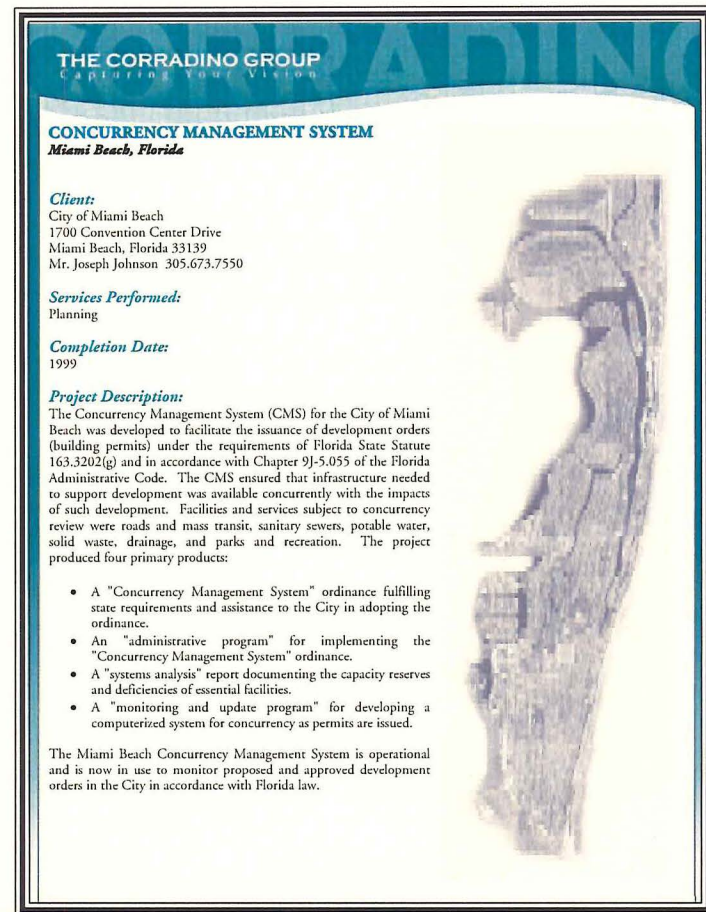 CORRADINO
THE CORRADINO GROUP
Capturing Your Vision
CONCURRENCY MANAGEMENT SYSTEM
Miami Beach, Florida
Client:
City of Miami Beach
1700 Convention Center Drive
Miami Beach, Florida 33139
Mr. Joseph Johnson 305.673.7550
Services Performed:
Planning
Completion Date:
1999
Project Description:
The Concurrency Management System (CMS) for the City of Miami
Beach was developed to facilitate the issuance of development orders
(building permits) under the requirements of Florida State Statute
163.3202(g) and in accordance with Chapter 9J-5.055 of the Florida
Administrative Code. The CMS ensured that infrastructure needed
to support development was available concurrently with the impacts
of such development. Facilities and services subject to concurrency
review were roads and mass transit, sanitary sewers, potable water,
solid waste, drainage, and parks and recreation. The project
produced four primary products:
• A "Concurrency Management System" ordinance fulfilling
state requirements and assistance to the City in adopting the
ordinance.
• An "administrative program" for implementing the
"Concurrency Management System" ordinance.
• A "systems analysis" report documenting the capacity reserves
and deficiencies of essential facilities.
• A "monitoring and update program" for developing a
computerized system for concurrency as permits are issued.
The Miami Beach Concurrency Management System is operational
and is now in use to monitor proposed and approved development
orders in the City in accordance with Florida law.